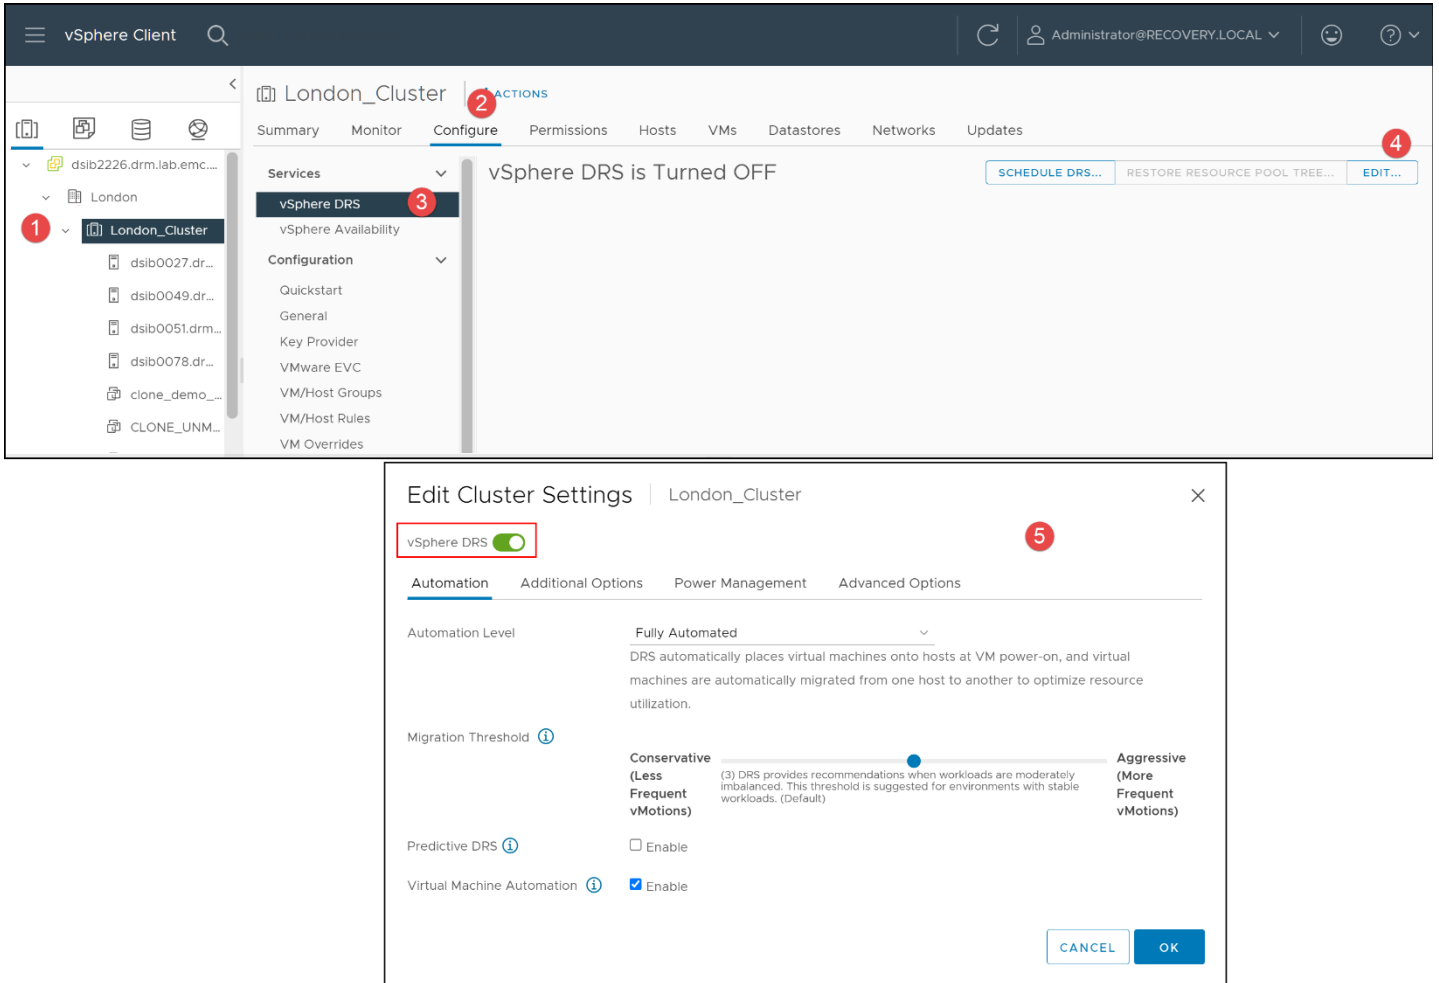 vSphere Client
Administrator@RECOVERY.LOCAL
London_Cluster
ACTIONS
2
Summary Monitor Configure Permissions Hosts VMs Datastores Networks Updates
4
dsib2226.drm.lab.emc....
London
1
London_Cluster
dsib0027.dr...
dsib0049.dr...
dsib0051.drm...
dsib0078.dr...
clone_demo_...
CLONE_UNM...
Services
vSphere DRS
3
vSphere Availability
Configuration
Quickstart
General
Key Provider
VMware EVC
VM/Host Groups
VM/Host Rules
VM Overrides
vSphere DRS is Turned OFF
SCHEDULE DRS... RESTORE RESOURCE POOL TREE... EDIT...
Edit Cluster Settings London_Cluster
vSphere DRS
5
Automation Additional Options Power Management Advanced Options
Automation Level Fully Automated
DRS automatically places virtual machines onto hosts at VM power-on, and virtual
machines are automatically migrated from one host to another to optimize resource
utilization.
Migration Threshold
Conservative
(Less
Frequent
vMotions)
(3) DRS provides recommendations when workloads are moderately
imbalanced. This threshold is suggested for environments with stable
workloads. (Default)
Aggressive
(More
Frequent
vMotions)
Predictive DRS Enable
Virtual Machine Automation Enable
CANCEL OK